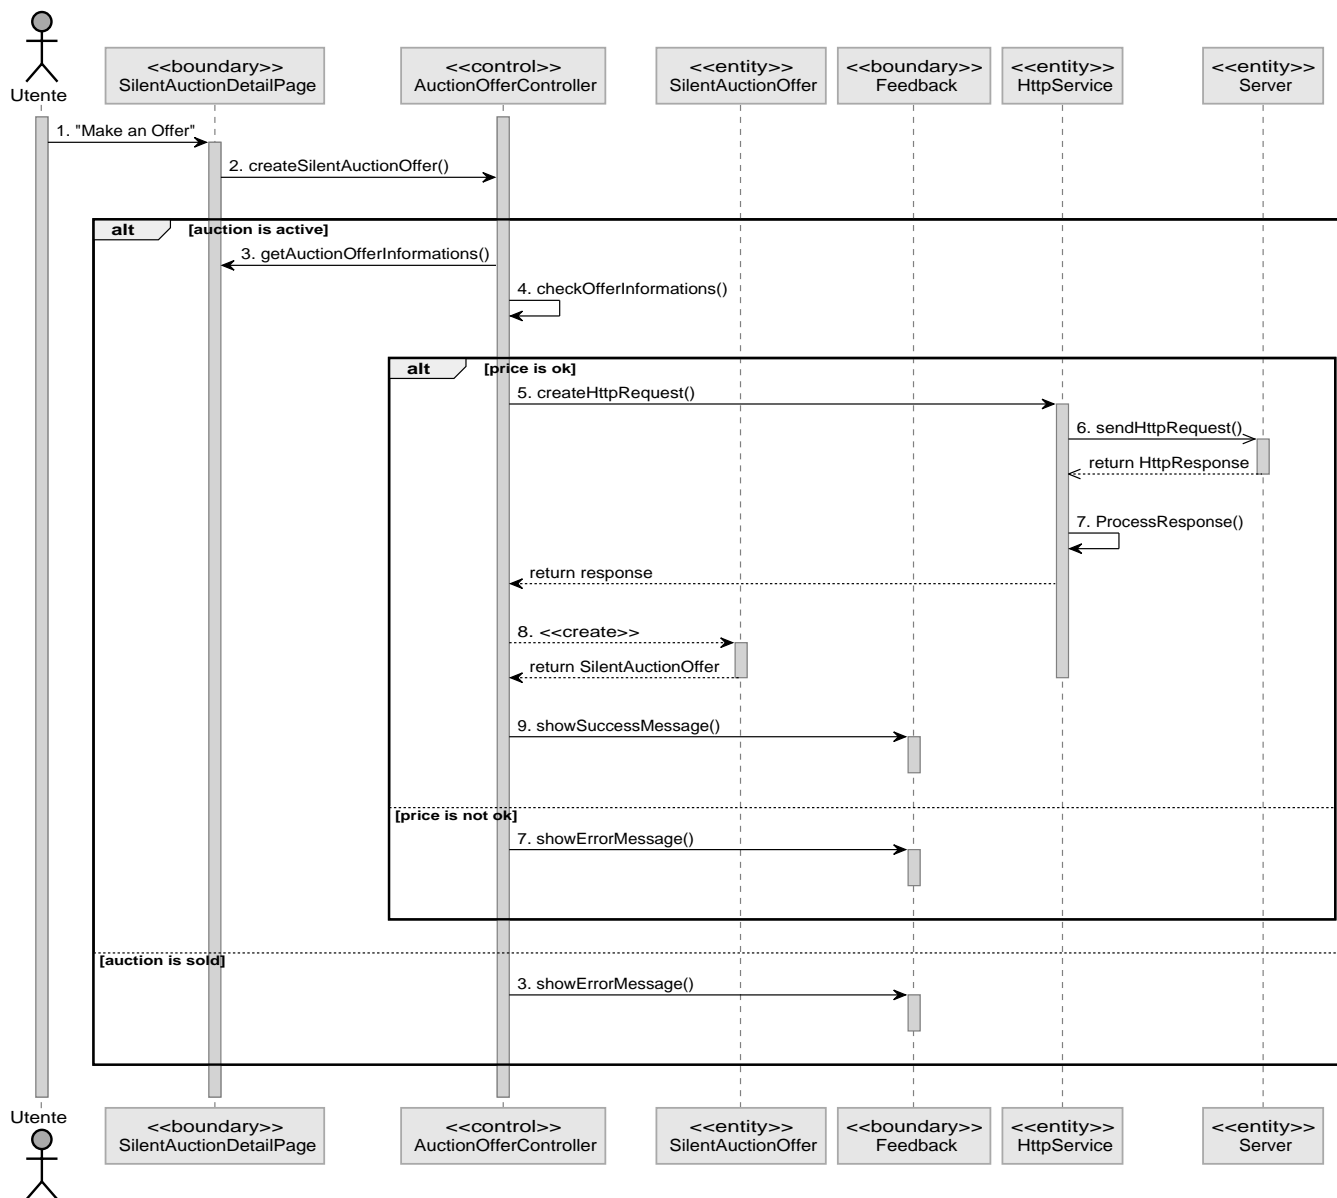 <<boundary>>
SilentAuctionDetailPage
<<control>>
AuctionOfferController
<<entity>>
SilentAuctionOffer
<<boundary>>
Feedback
<<entity>>
HttpService
<<entity>>
Server
Utente
1. "Make an Offer"
2. createSilentAuctionOffer()
alt
[auction is active]
3. getAuctionOfferInformations()
4. checkOfferInformations()
alt
[price is ok]
5. createHttpRequest()
6. sendHttpRequest()
return HttpResponse
7. ProcessResponse()
return response
8. <<create>>
return SilentAuctionOffer
9. showSuccessMessage()
[price is not ok]
7. showErrorMessage()
[auction is sold]
3. showErrorMessage()
Utente
<<boundary>>
SilentAuctionDetailPage
<<control>>
AuctionOfferController
<<entity>>
SilentAuctionOffer
<<boundary>>
Feedback
<<entity>>
HttpService
<<entity>>
Server